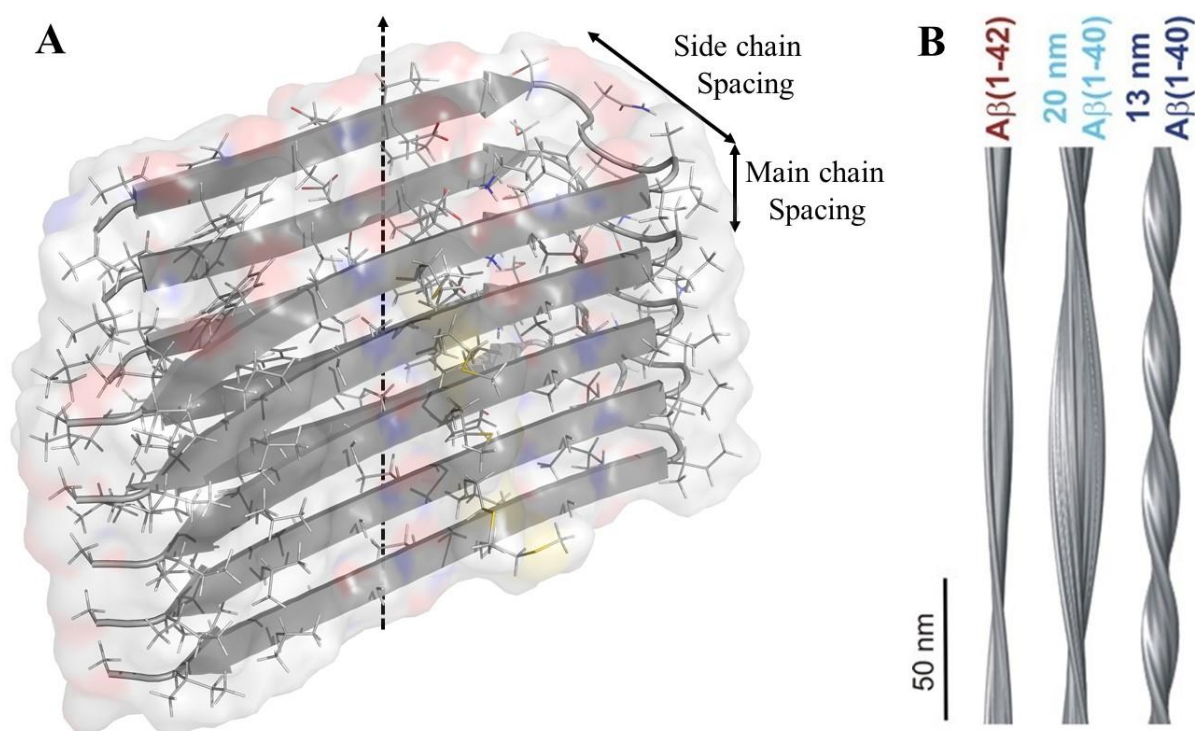 A
Side chain
Spacing
Main chain
Spacing
B
Aβ(1-42)
20 nm
Aβ(1-40)
13 nm
Aβ(1-40)
50 nm